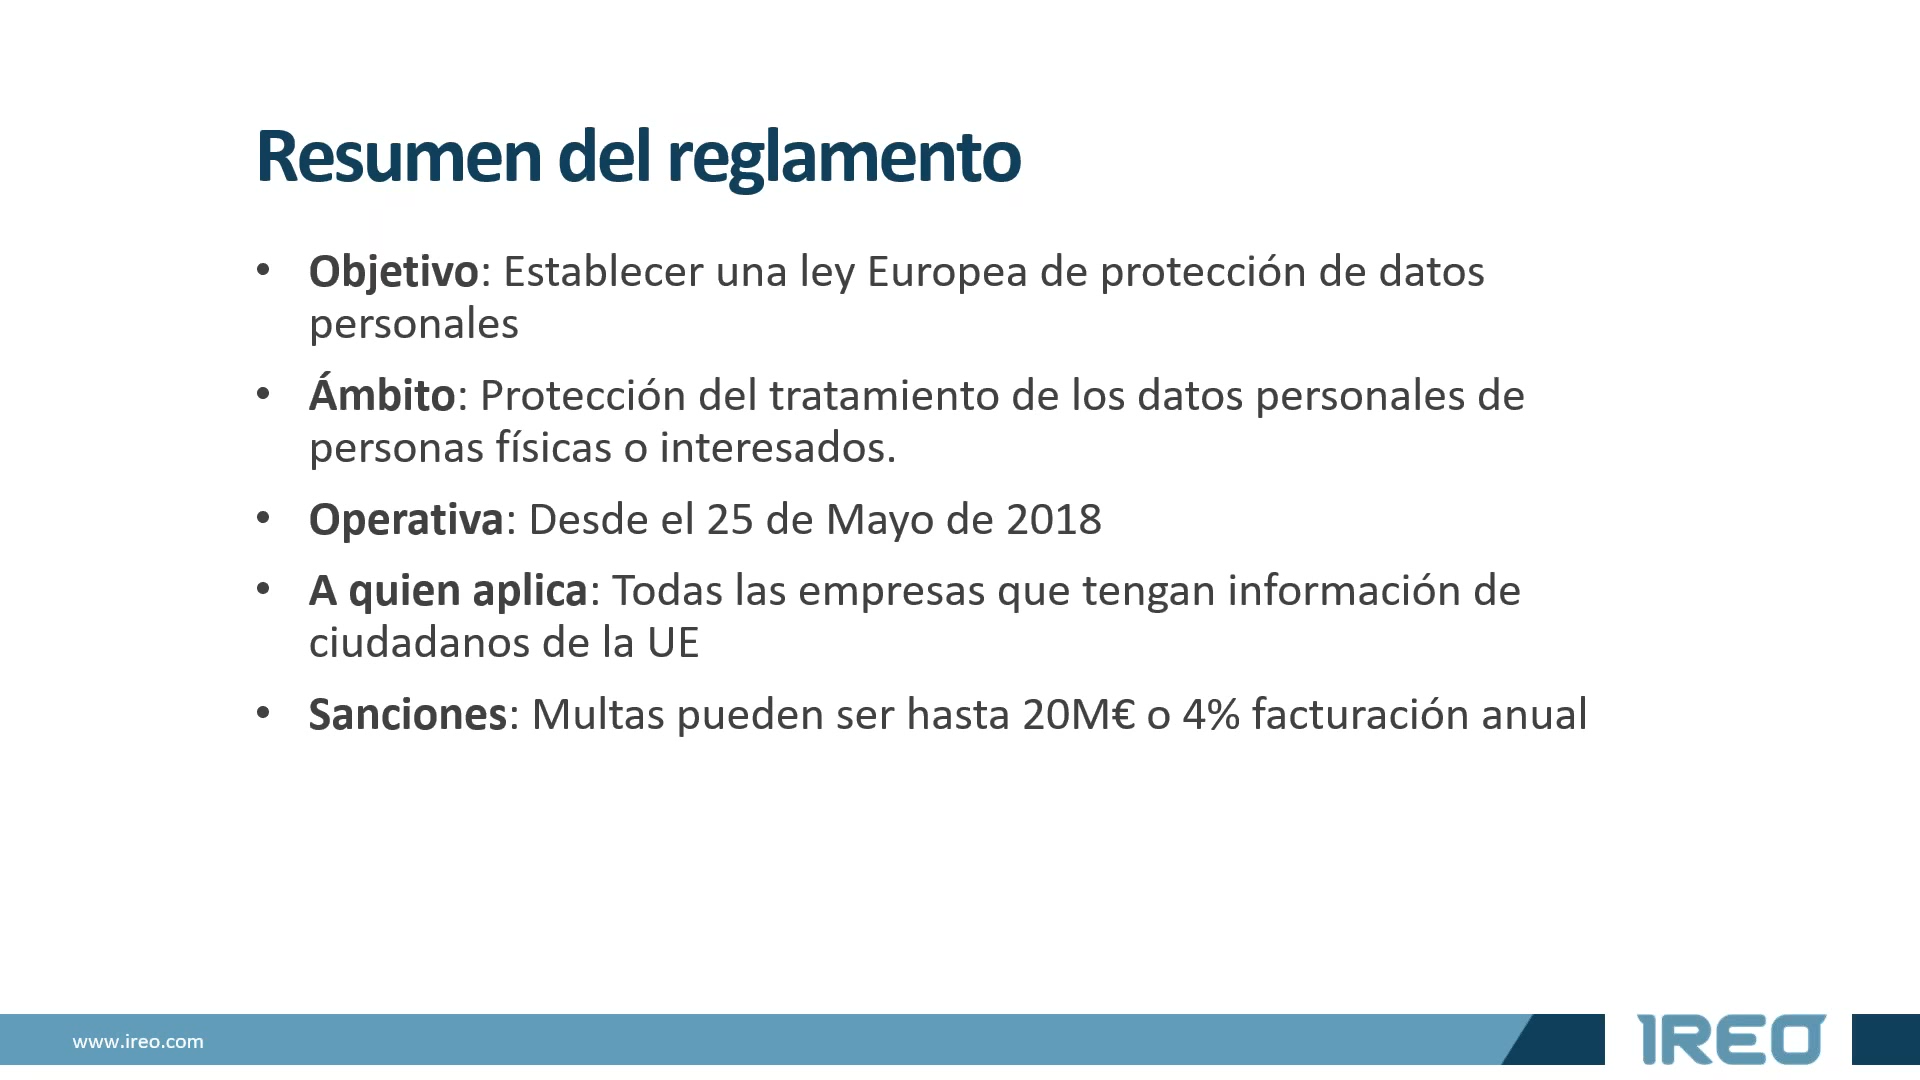 Resumen del reglamento
• Objetivo: Establecer una ley Europea de protección de datos
personales
• Ámbito: Protección del tratamiento de los datos personales de
personas físicas o interesados.
• Operativa: Desde el 25 de Mayo de 2018
• A quien aplica: Todas las empresas que tengan información de
ciudadanos de la UE
• Sanciones: Multas pueden ser hasta 20M€ o 4% facturación anual
www.ireo.com
IREO